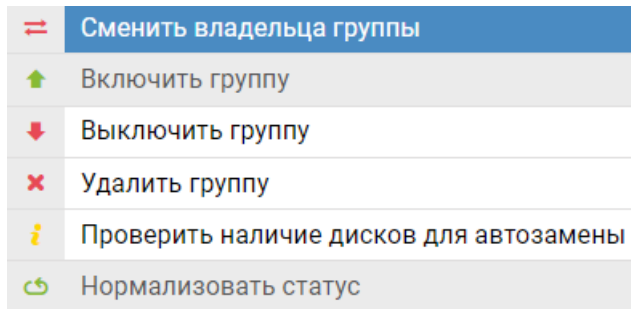 Сменить владельца группы
Включить группу
Выключить группу
Удалить группу
Проверить наличие дисков для автозамены
Нормализовать статус